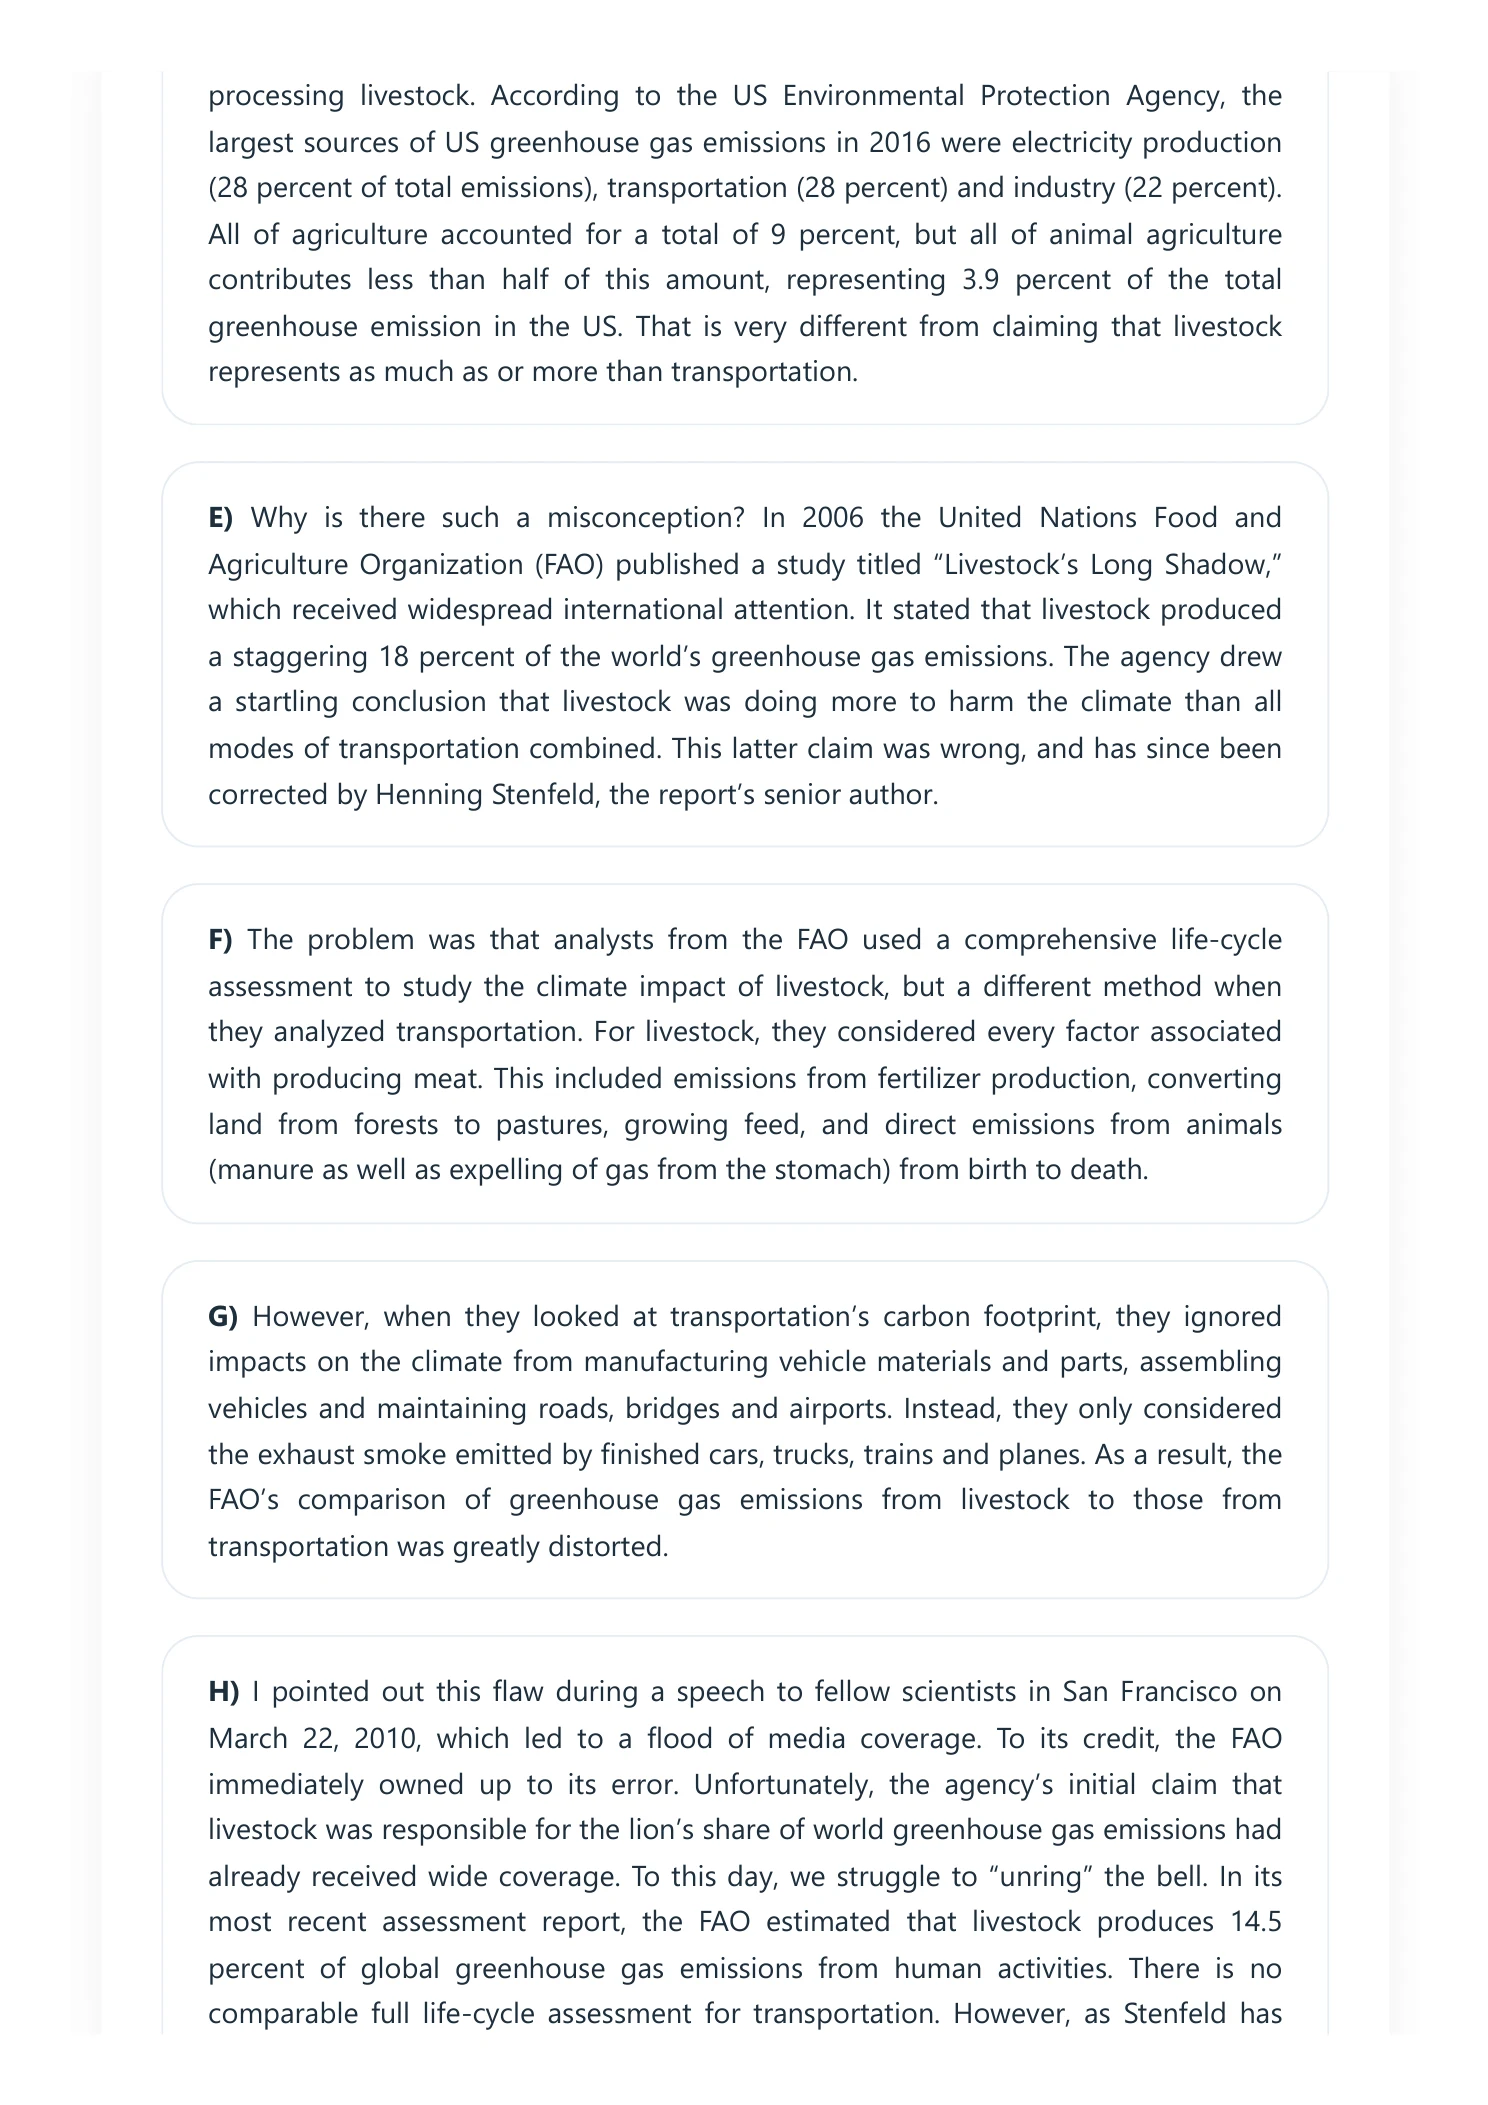 processing livestock. According to the US Environmental Protection Agency, the
largest sources of US greenhouse gas emissions in 2016 were electricity production
(28 percent of total emissions), transportation (28 percent) and industry (22 percent).
All of agriculture accounted for a total of 9 percent, but all of animal agriculture
contributes less than half of this amount, representing 3.9 percent of the total
greenhouse emission in the US. That is very different from claiming that livestock
represents as much as or more than transportation.
E) Why is there such a misconception? In 2006 the United Nations Food and
Agriculture Organization (FAO) published a study titled “Livestock’s Long Shadow,”
which received widespread international attention. It stated that livestock produced
a staggering 18 percent of the world’s greenhouse gas emissions. The agency drew
a startling conclusion that livestock was doing more to harm the climate than all
modes of transportation combined. This latter claim was wrong, and has since been
corrected by Henning Stenfeld, the report’s senior author.
F) The problem was that analysts from the FAO used a comprehensive life-cycle
assessment to study the climate impact of livestock, but a different method when
they analyzed transportation. For livestock, they considered every factor associated
with producing meat. This included emissions from fertilizer production, converting
land from forests to pastures, growing feed, and direct emissions from animals
(manure as well as expelling of gas from the stomach) from birth to death.
G) However, when they looked at transportation’s carbon footprint, they ignored
impacts on the climate from manufacturing vehicle materials and parts, assembling
vehicles and maintaining roads, bridges and airports. Instead, they only considered
the exhaust smoke emitted by finished cars, trucks, trains and planes. As a result, the
FAO’s comparison of greenhouse gas emissions from livestock to those from
transportation was greatly distorted.
H) I pointed out this flaw during a speech to fellow scientists in San Francisco on
March 22, 2010, which led to a flood of media coverage. To its credit, the FAO
immediately owned up to its error. Unfortunately, the agency’s initial claim that
livestock was responsible for the lion’s share of world greenhouse gas emissions had
already received wide coverage. To this day, we struggle to “unring” the bell. In its
most recent assessment report, the FAO estimated that livestock produces 14.5
percent of global greenhouse gas emissions from human activities. There is no
comparable full life-cycle assessment for transportation. However, as Stenfeld has